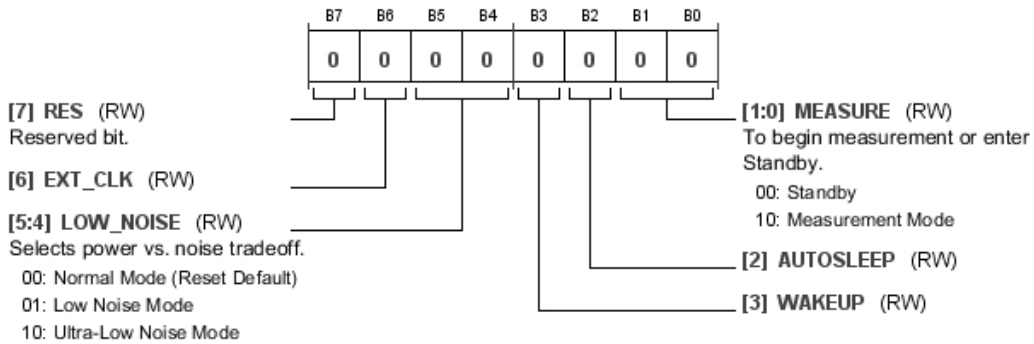 B7 B6 B5 B4 B3 B2 B1 B0
0 0 0 0 0 0 0 0
[7] RES (RW)
Reserved bit.
[6] EXT_CLK (RW)
[5:4] LOW_NOISE (RW)
Selects power vs. noise tradeoff.
00: Normal Mode (Reset Default)
01: Low Noise Mode
10: Ultra-Low Noise Mode
[1:0] MEASURE (RW)
To begin measurement or enter
Standby.
00: Standby
10: Measurement Mode
[2] AUTOSLEEP (RW)
[3] WAKEUP (RW)